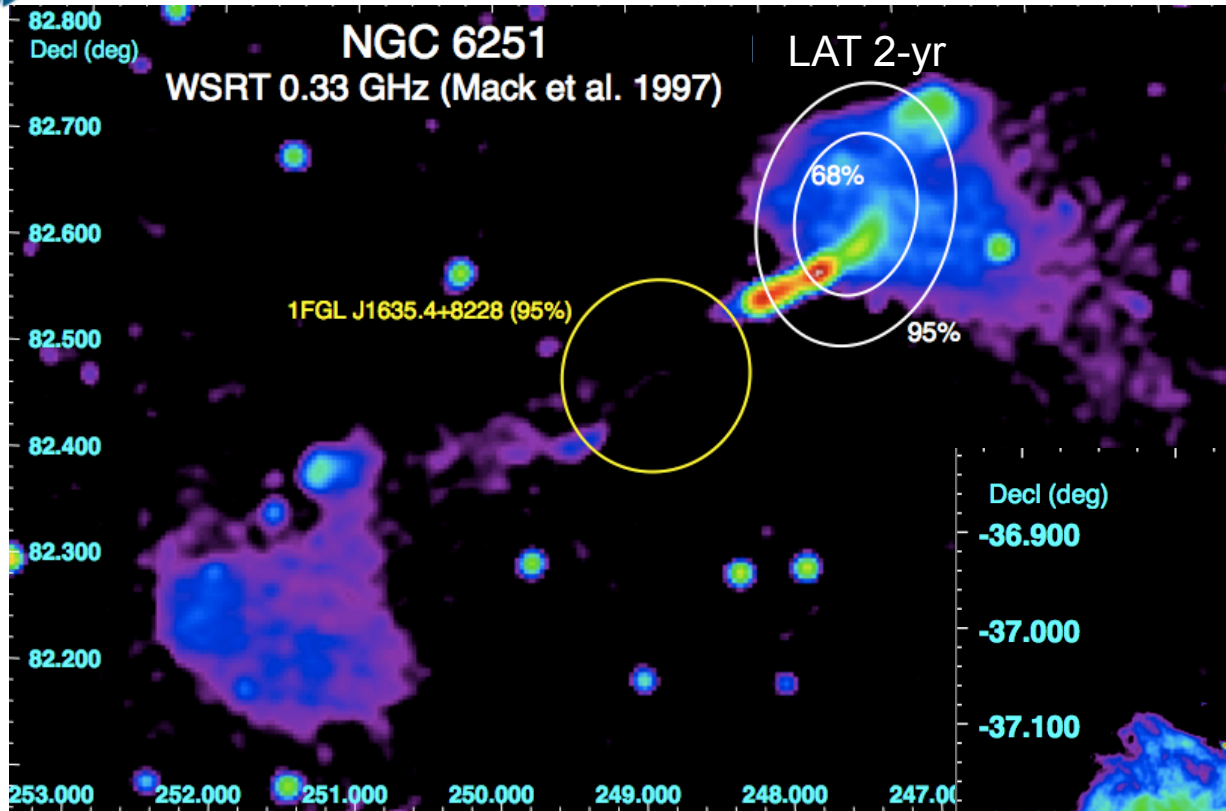 82.800
Decl (deg)
NGC 6251
WSRT 0.33 GHz (Mack et al. 1997)
LAT 2-yr
82.700
68%
82.600
1FGL J1635.4+8228 (95%)
95%
82.500
82.400
Decl (deg)
-36.900
82.300
-37.000
82.200
-37.100
253.000 252.000 251.000 250.000 249.000 248.000 247.0